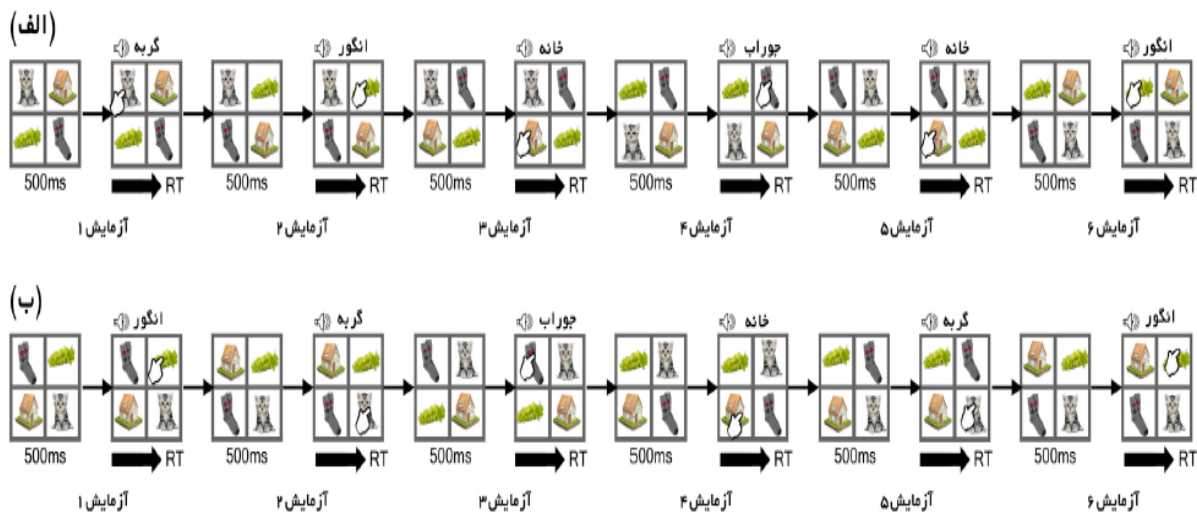 (الف)
گربه انگور خانه جوراب خانه انگور
500ms RT 500ms RT 500ms RT 500ms RT 500ms RT 500ms RT
آزمایش ۱ آزمایش ۲ آزمایش ۳ آزمایش ۴ آزمایش ۵ آزمایش ۶
(ب)
انگور گربه جوراب خانه گربه انگور
500ms RT 500ms RT 500ms RT 500ms RT 500ms RT 500ms RT
آزمایش ۱ آزمایش ۲ آزمایش ۳ آزمایش ۴ آزمایش ۵ آزمایش ۶